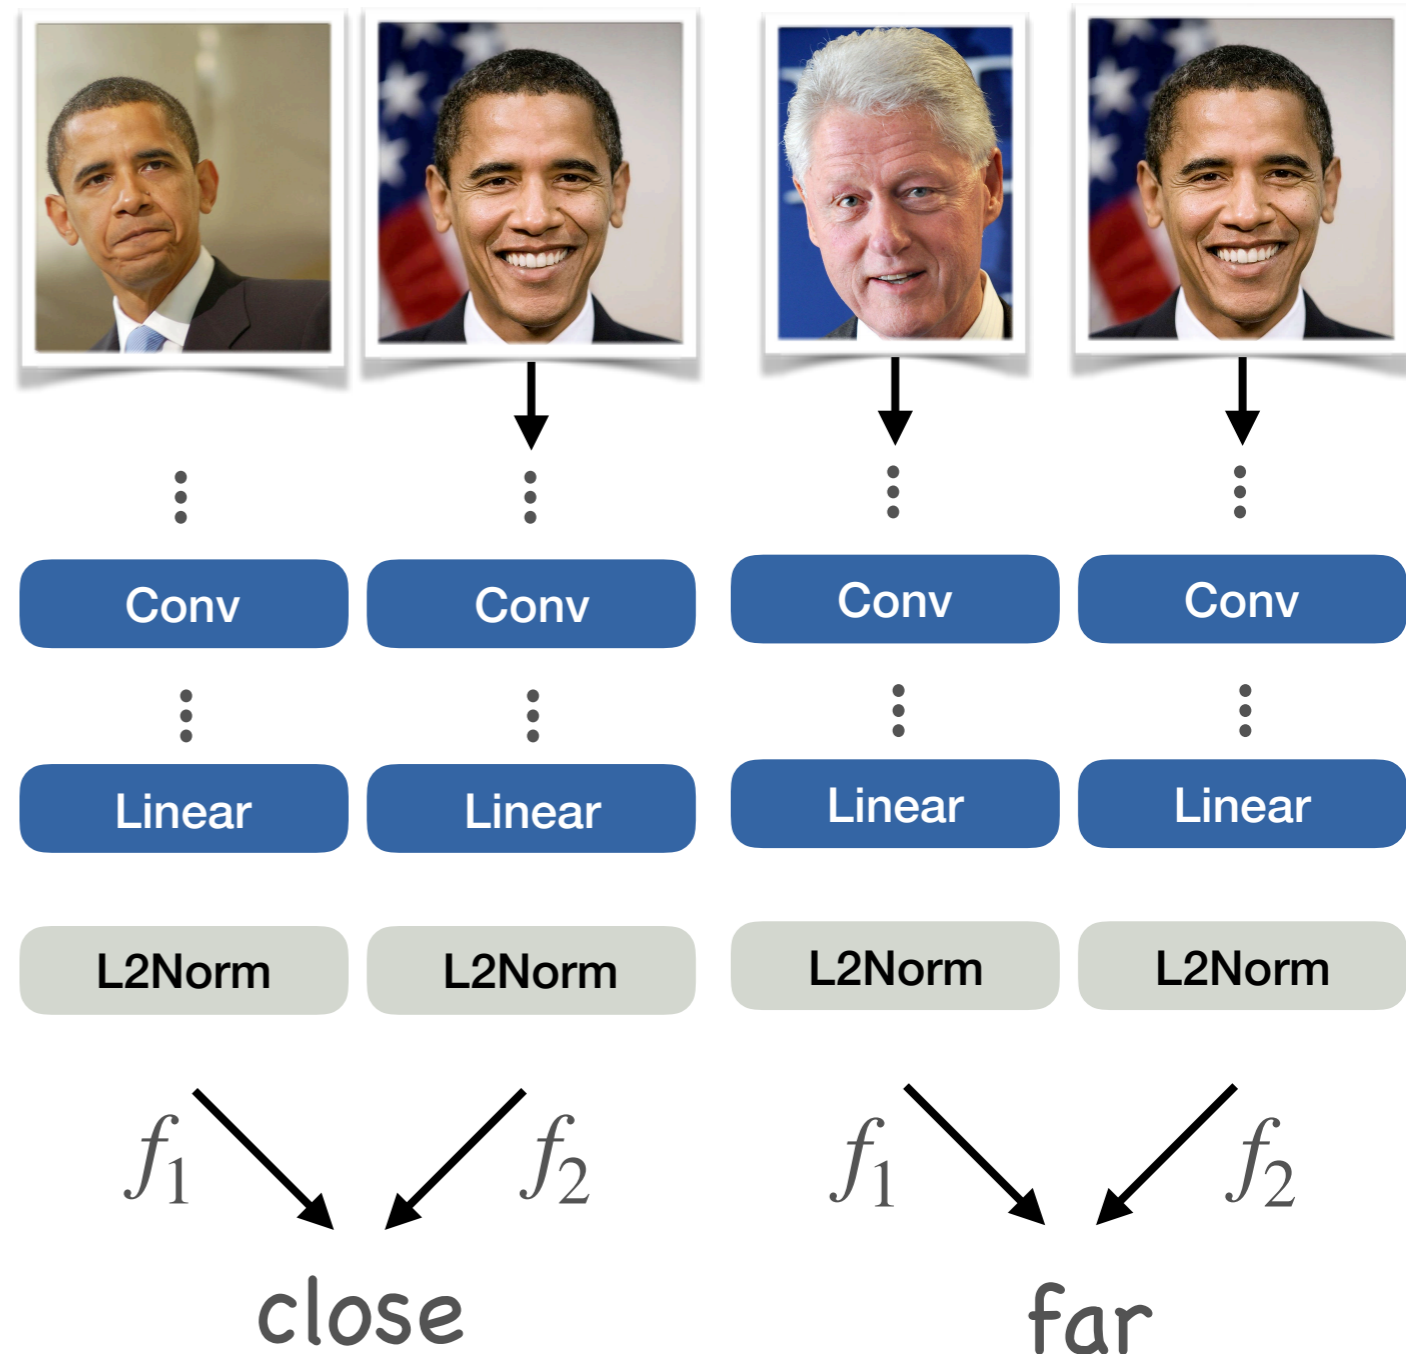 Conv Conv Conv Conv
Linear Linear Linear Linear
L2Norm L2Norm L2Norm L2Norm
f₁ f₂ f₁ f₂
close far